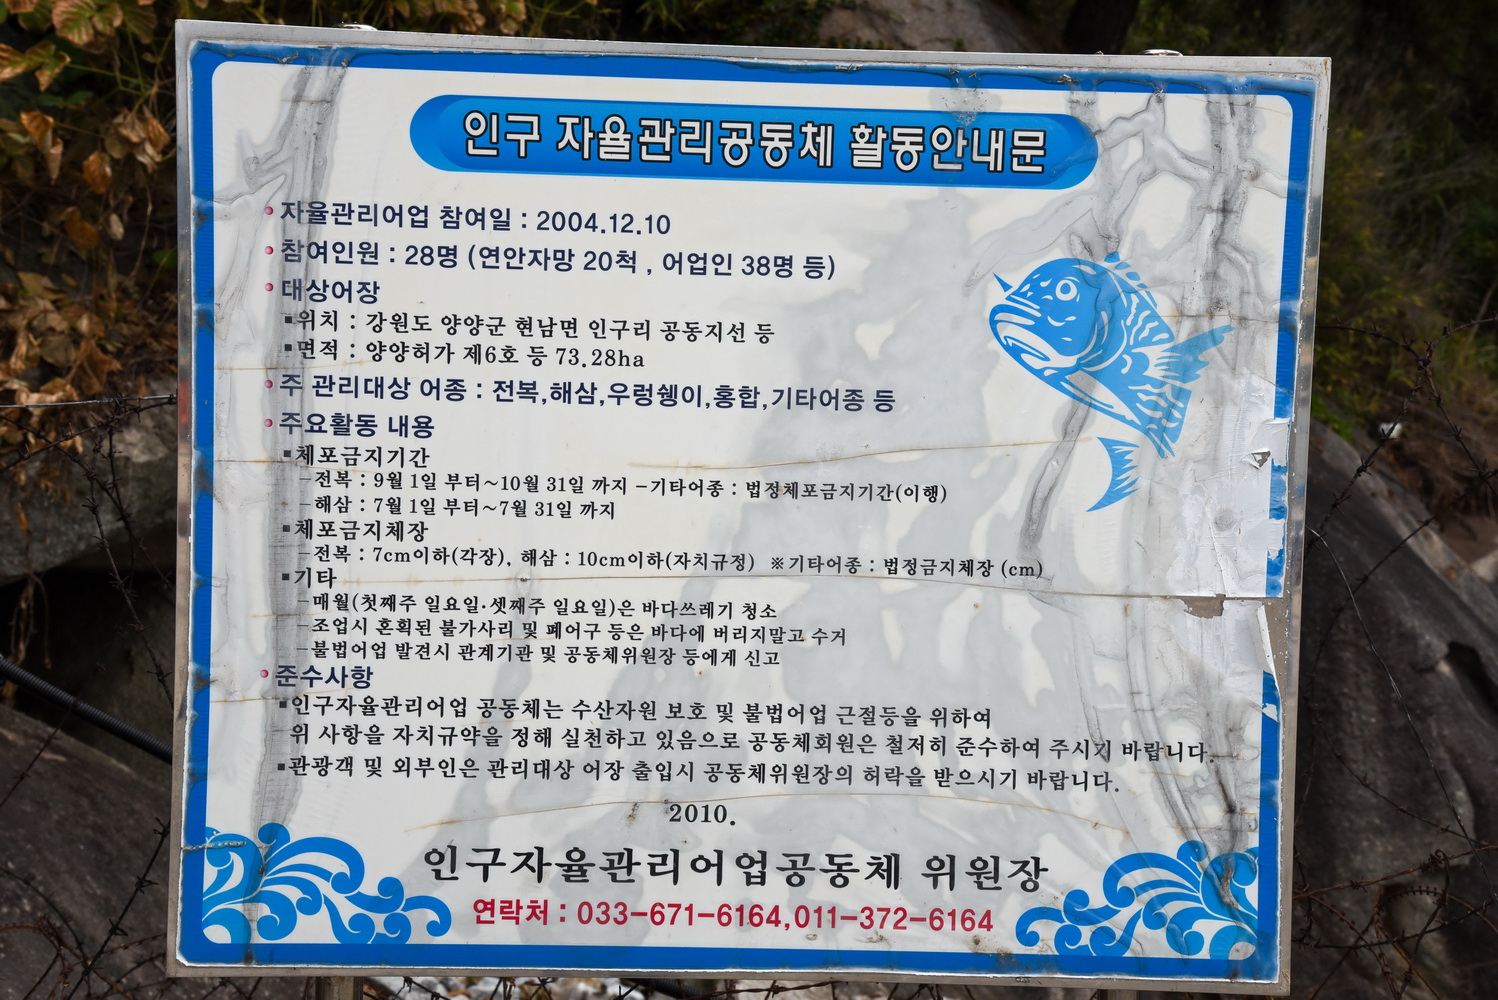 인구 자율관리공동체 활동안내문
• 자율관리어업 참여일 : 2004.12.10
• 참여인원 : 28명 (연안자망 20척 , 어업인 38명 등)
• 대상어장
▪위치 : 강원도 양양군 현남면 인구리 공동지선 등
▪면적 : 양양허가 제6호 등 73.28ha
• 주 관리대상 어종 : 전복,해삼,우렁쉥이,홍합,기타어종 등
• 주요활동 내용
▪체포금지기간
-전복 : 9월 1일 부터~10월 31일 까지 -기타어종 : 법정체포금지기간(이행)
-해삼 : 7월 1일 부터~7월 31일 까지
▪체포금지체장
-전복 : 7cm이하(각장), 해삼 : 10cm이하(자치규정) ※기타어종 : 법정금지체장 (cm)
▪기타
-매월(첫째주 일요일·셋째주 일요일)은 바다쓰레기 청소
-조업시 혼획된 불가사리 및 폐어구 등은 바다에 버리지말고 수거
-불법어업 발견시 관계기관 및 공동체위원장 등에게 신고
• 준수사항
▪인구자율관리어업 공동체는 수산자원 보호 및 불법어업 근절등을 위하여
위 사항을 자치규약을 정해 실천하고 있음으로 공동체회원은 철저히 준수하여 주시기 바랍니다.
▪관광객 및 외부인은 관리대상 어장 출입시 공동체위원장의 허락을 받으시기 바랍니다.
2010.
인구자율관리어업공동체 위원장
연락처 : 033-671-6164,011-372-6164